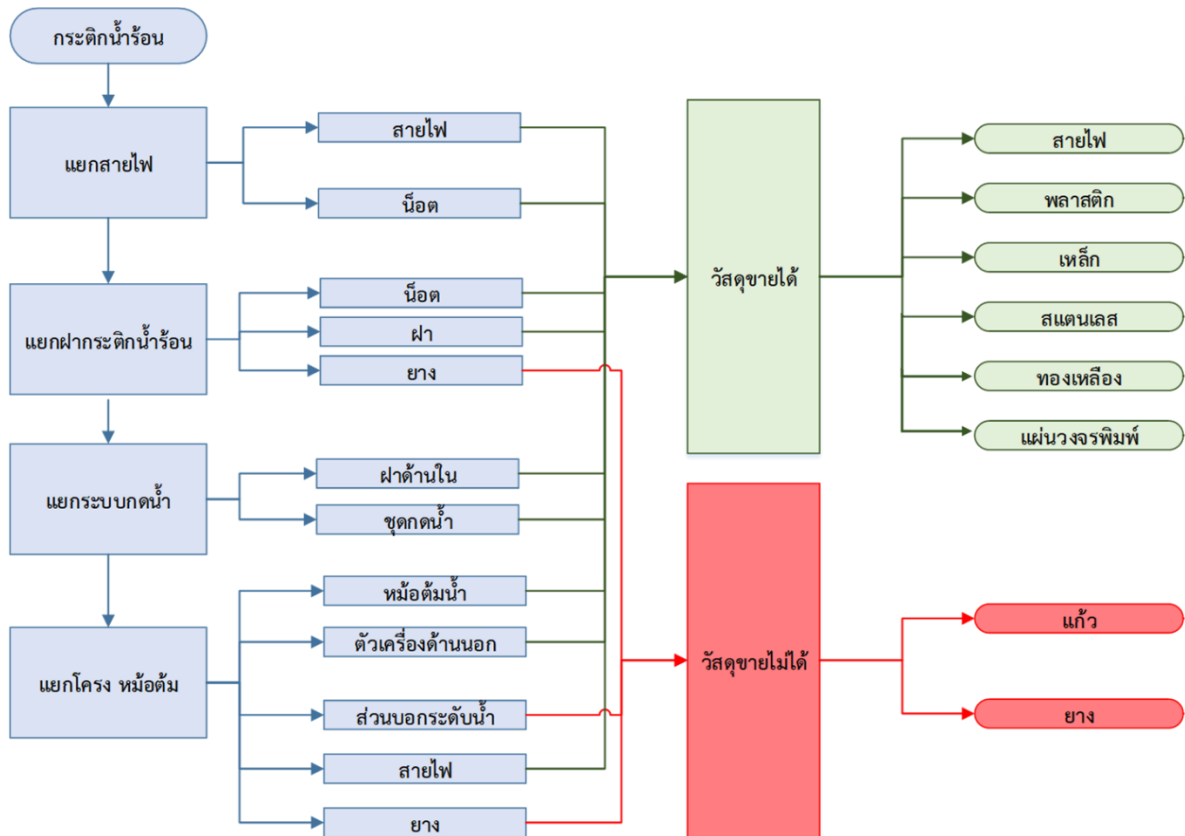 กระติกน้ำร้อน
แยกสายไฟ
สายไฟ
น็อต
แยกฝากระติกน้ำร้อน
น็อต
ฝา
ยาง
แยกระบบกดน้ำ
ฝาด้านใน
ชุดกดน้ำ
แยกโครง หม้อต้ม
หม้อต้มน้ำ
ตัวเครื่องด้านนอก
ส่วนบอกระดับน้ำ
สายไฟ
ยาง
วัสดุขายได้
สายไฟ
พลาสติก
เหล็ก
สแตนเลส
ทองเหลือง
แผ่นวงจรพิมพ์
วัสดุขายไม่ได้
แก้ว
ยาง